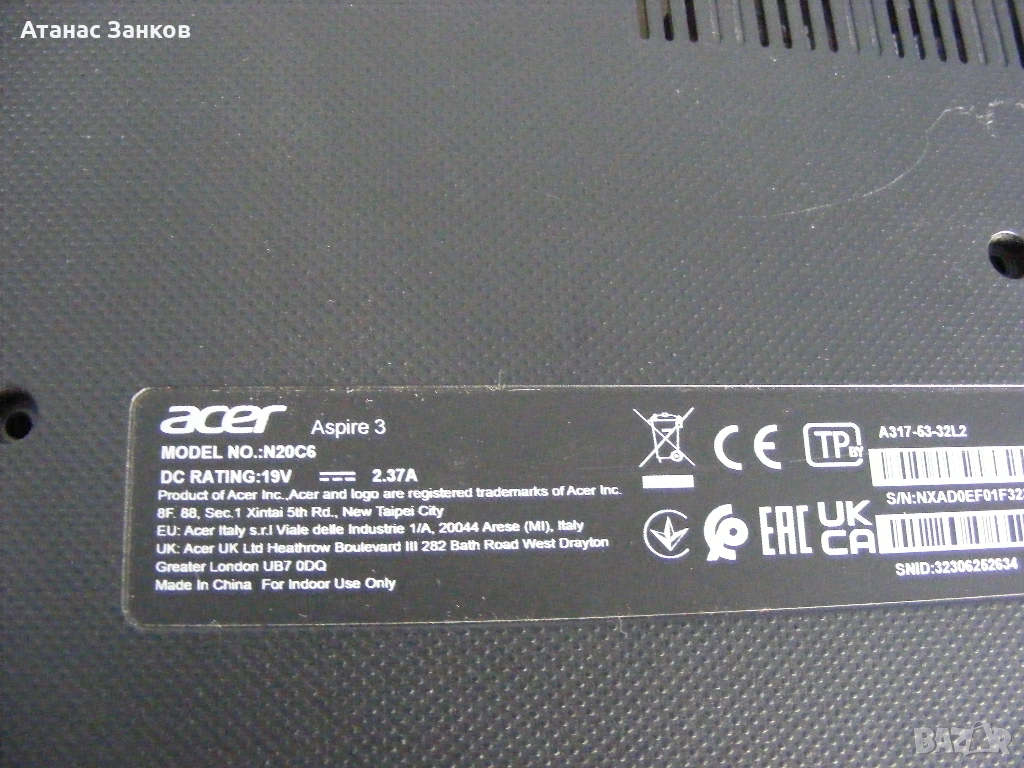 Атанас Занков
acer Aspire 3
MODEL NO.:N20C6
DC RATING:19V 2.37A
Product of Acer Inc.,Acer and logo are registered trademarks of Acer Inc.
8F. 88, Sec.1 Xintai 5th Rd., New Taipei City
EU: Acer Italy s.r.l Viale delle Industrie 1/A, 20044 Arese (MI), Italy
UK: Acer UK Ltd Heathrow Boulevard III 282 Bath Road West Drayton
Greater London UB7 0DQ
Made In China For Indoor Use Only
CE
TP BY
EAC
UK
CA
A317-53-32L2
S/N:NXAD0EF01F322
SNID:32306252634
BAZAR